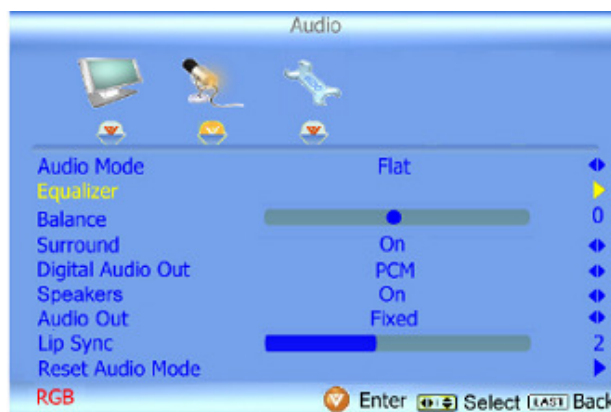 Audio
Audio Mode Flat
Equalizer
Balance 0
Surround On
Digital Audio Out PCM
Speakers On
Audio Out Fixed
Lip Sync 2
Reset Audio Mode
RGB Enter Select LAST Back